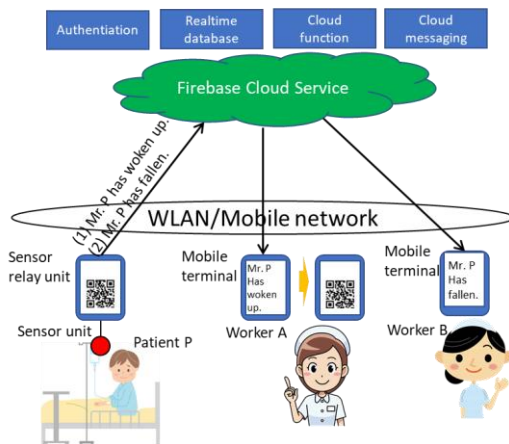 Authentiation
Realtime
database
Cloud
function
Cloud
messaging
Firebase Cloud Service
(1) Mr. P has woken up.
(2) Mr. P has fallen.
WLAN/Mobile network
Sensor
relay unit
Mobile
terminal
Mr. P
Has
woken
up.
Mobile
terminal
Mr. P
Has
fallen.
Sensor unit
Patient P
Worker A
Worker B